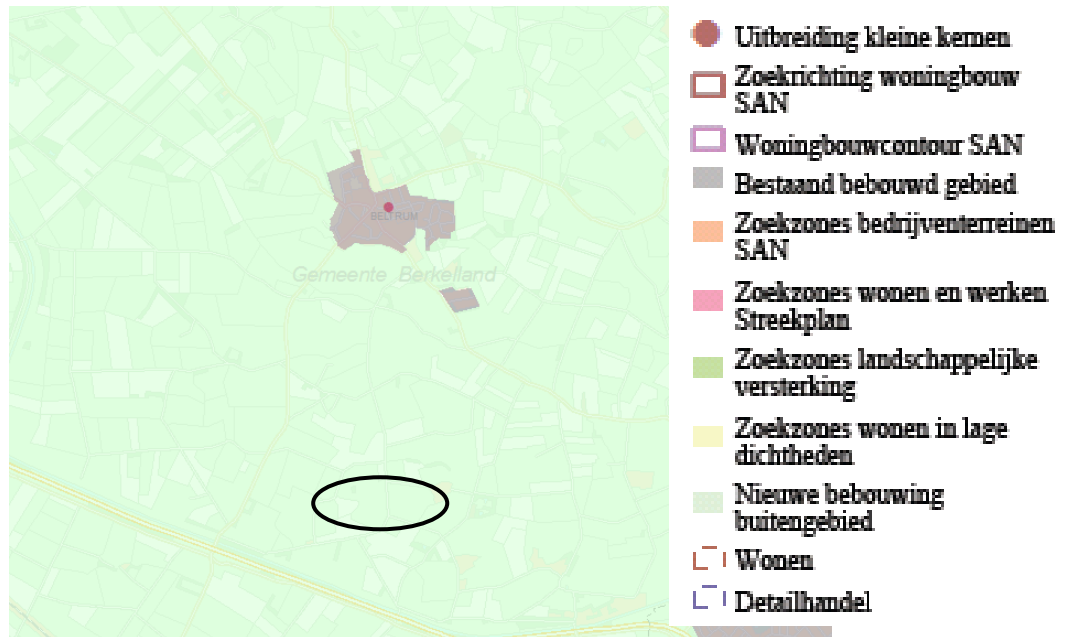 BELTRUM
Gemeente Berkelland
Uitbreiding kleine kernen
Zoekrichting woningbouw
SAN
Woningbouwcontour SAN
Bestaand bebouwd gebied
Zoekzones bedrijventerreinen
SAN
Zoekzones wonen en werken
Streekplan
Zoekzones landschappelijke
versterking
Zoekzones wonen in lage
dichtheden
Nieuwe bebouwing
buitengebied
Wonen
Detailhandel